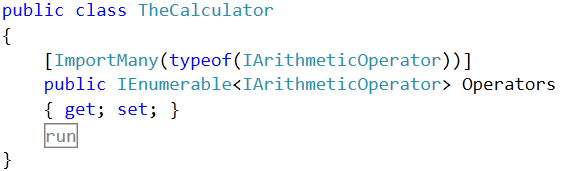 public class TheCalculator
{
[ImportMany(typeof(IArithmeticOperator))]
public IEnumerable<IArithmeticOperator> Operators
{ get; set; }
run
}